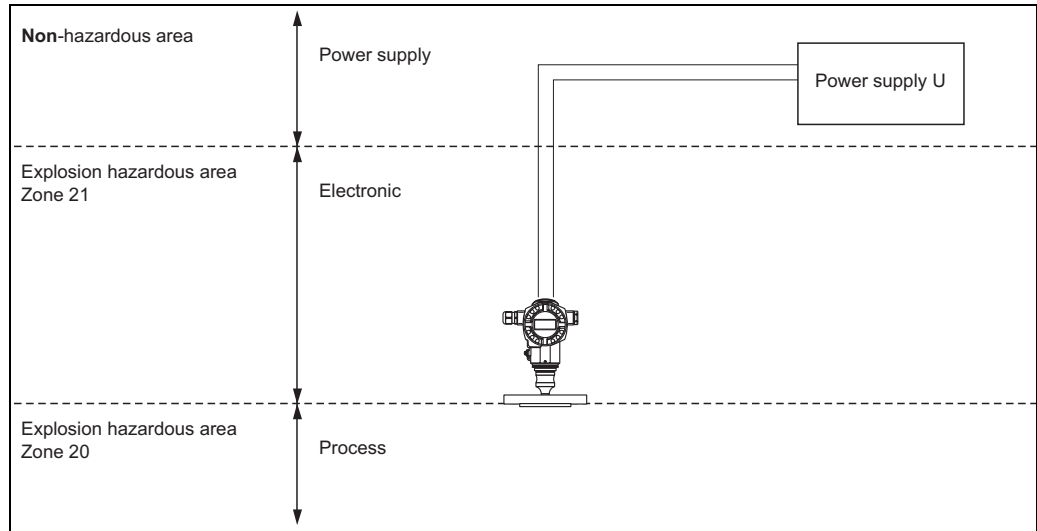 Non-hazardous area
Power supply
Power supply U
Explosion hazardous area
Zone 21
Electronic
Explosion hazardous area
Zone 20
Process